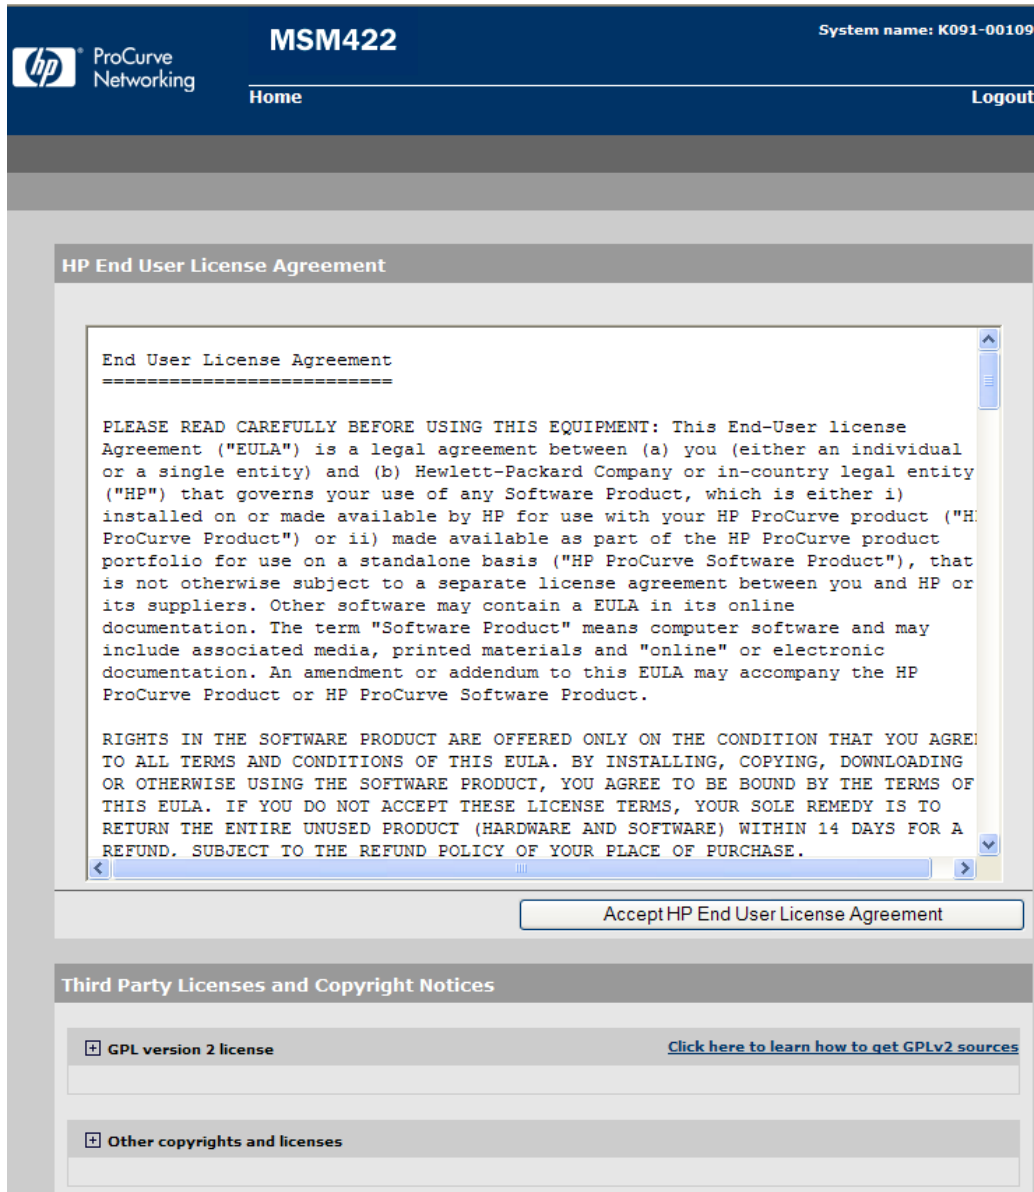 hp ProCurve Networking
MSM422
System name: K091-00109
Home
Logout
HP End User License Agreement
End User License Agreement
==========================
PLEASE READ CAREFULLY BEFORE USING THIS EQUIPMENT: This End-User license
Agreement ("EULA") is a legal agreement between (a) you (either an individual
or a single entity) and (b) Hewlett-Packard Company or in-country legal entity
("HP") that governs your use of any Software Product, which is either i)
installed on or made available by HP for use with your HP ProCurve product ("H
ProCurve Product") or ii) made available as part of the HP ProCurve product
portfolio for use on a standalone basis ("HP ProCurve Software Product"), that
is not otherwise subject to a separate license agreement between you and HP or
its suppliers. Other software may contain a EULA in its online
documentation. The term "Software Product" means computer software and may
include associated media, printed materials and "online" or electronic
documentation. An amendment or addendum to this EULA may accompany the HP
ProCurve Product or HP ProCurve Software Product.
RIGHTS IN THE SOFTWARE PRODUCT ARE OFFERED ONLY ON THE CONDITION THAT YOU AGREE
TO ALL TERMS AND CONDITIONS OF THIS EULA. BY INSTALLING, COPYING, DOWNLOADING
OR OTHERWISE USING THE SOFTWARE PRODUCT, YOU AGREE TO BE BOUND BY THE TERMS OF
THIS EULA. IF YOU DO NOT ACCEPT THESE LICENSE TERMS, YOUR SOLE REMEDY IS TO
RETURN THE ENTIRE UNUSED PRODUCT (HARDWARE AND SOFTWARE) WITHIN 14 DAYS FOR A
REFUND, SUBJECT TO THE REFUND POLICY OF YOUR PLACE OF PURCHASE.
Accept HP End User License Agreement
Third Party Licenses and Copyright Notices
GPL version 2 license
Click here to learn how to get GPLv2 sources
Other copyrights and licenses